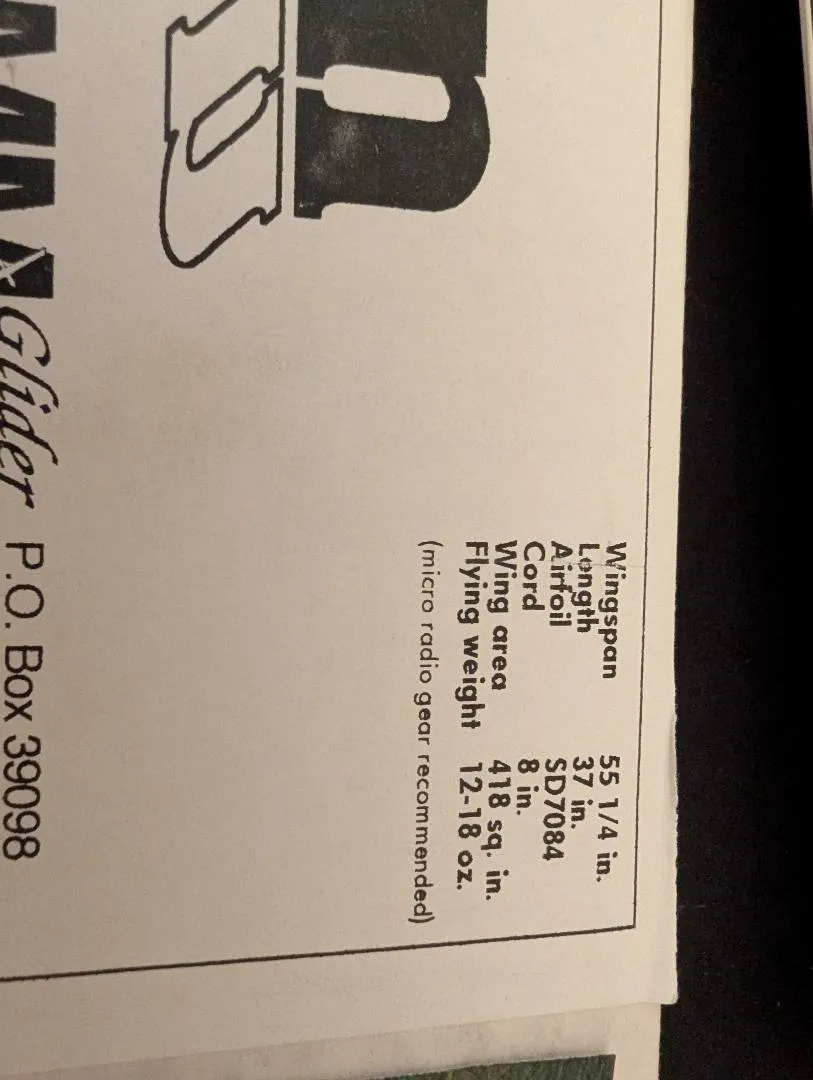 Wingspan 55 1/4 in.
Length 37 in.
Airfoil SD7084
Cord 8 in.
Wing area 418 sq. in.
Flying weight 12-18 oz.
(micro radio gear recommended)
Glider P.O. Box 39098